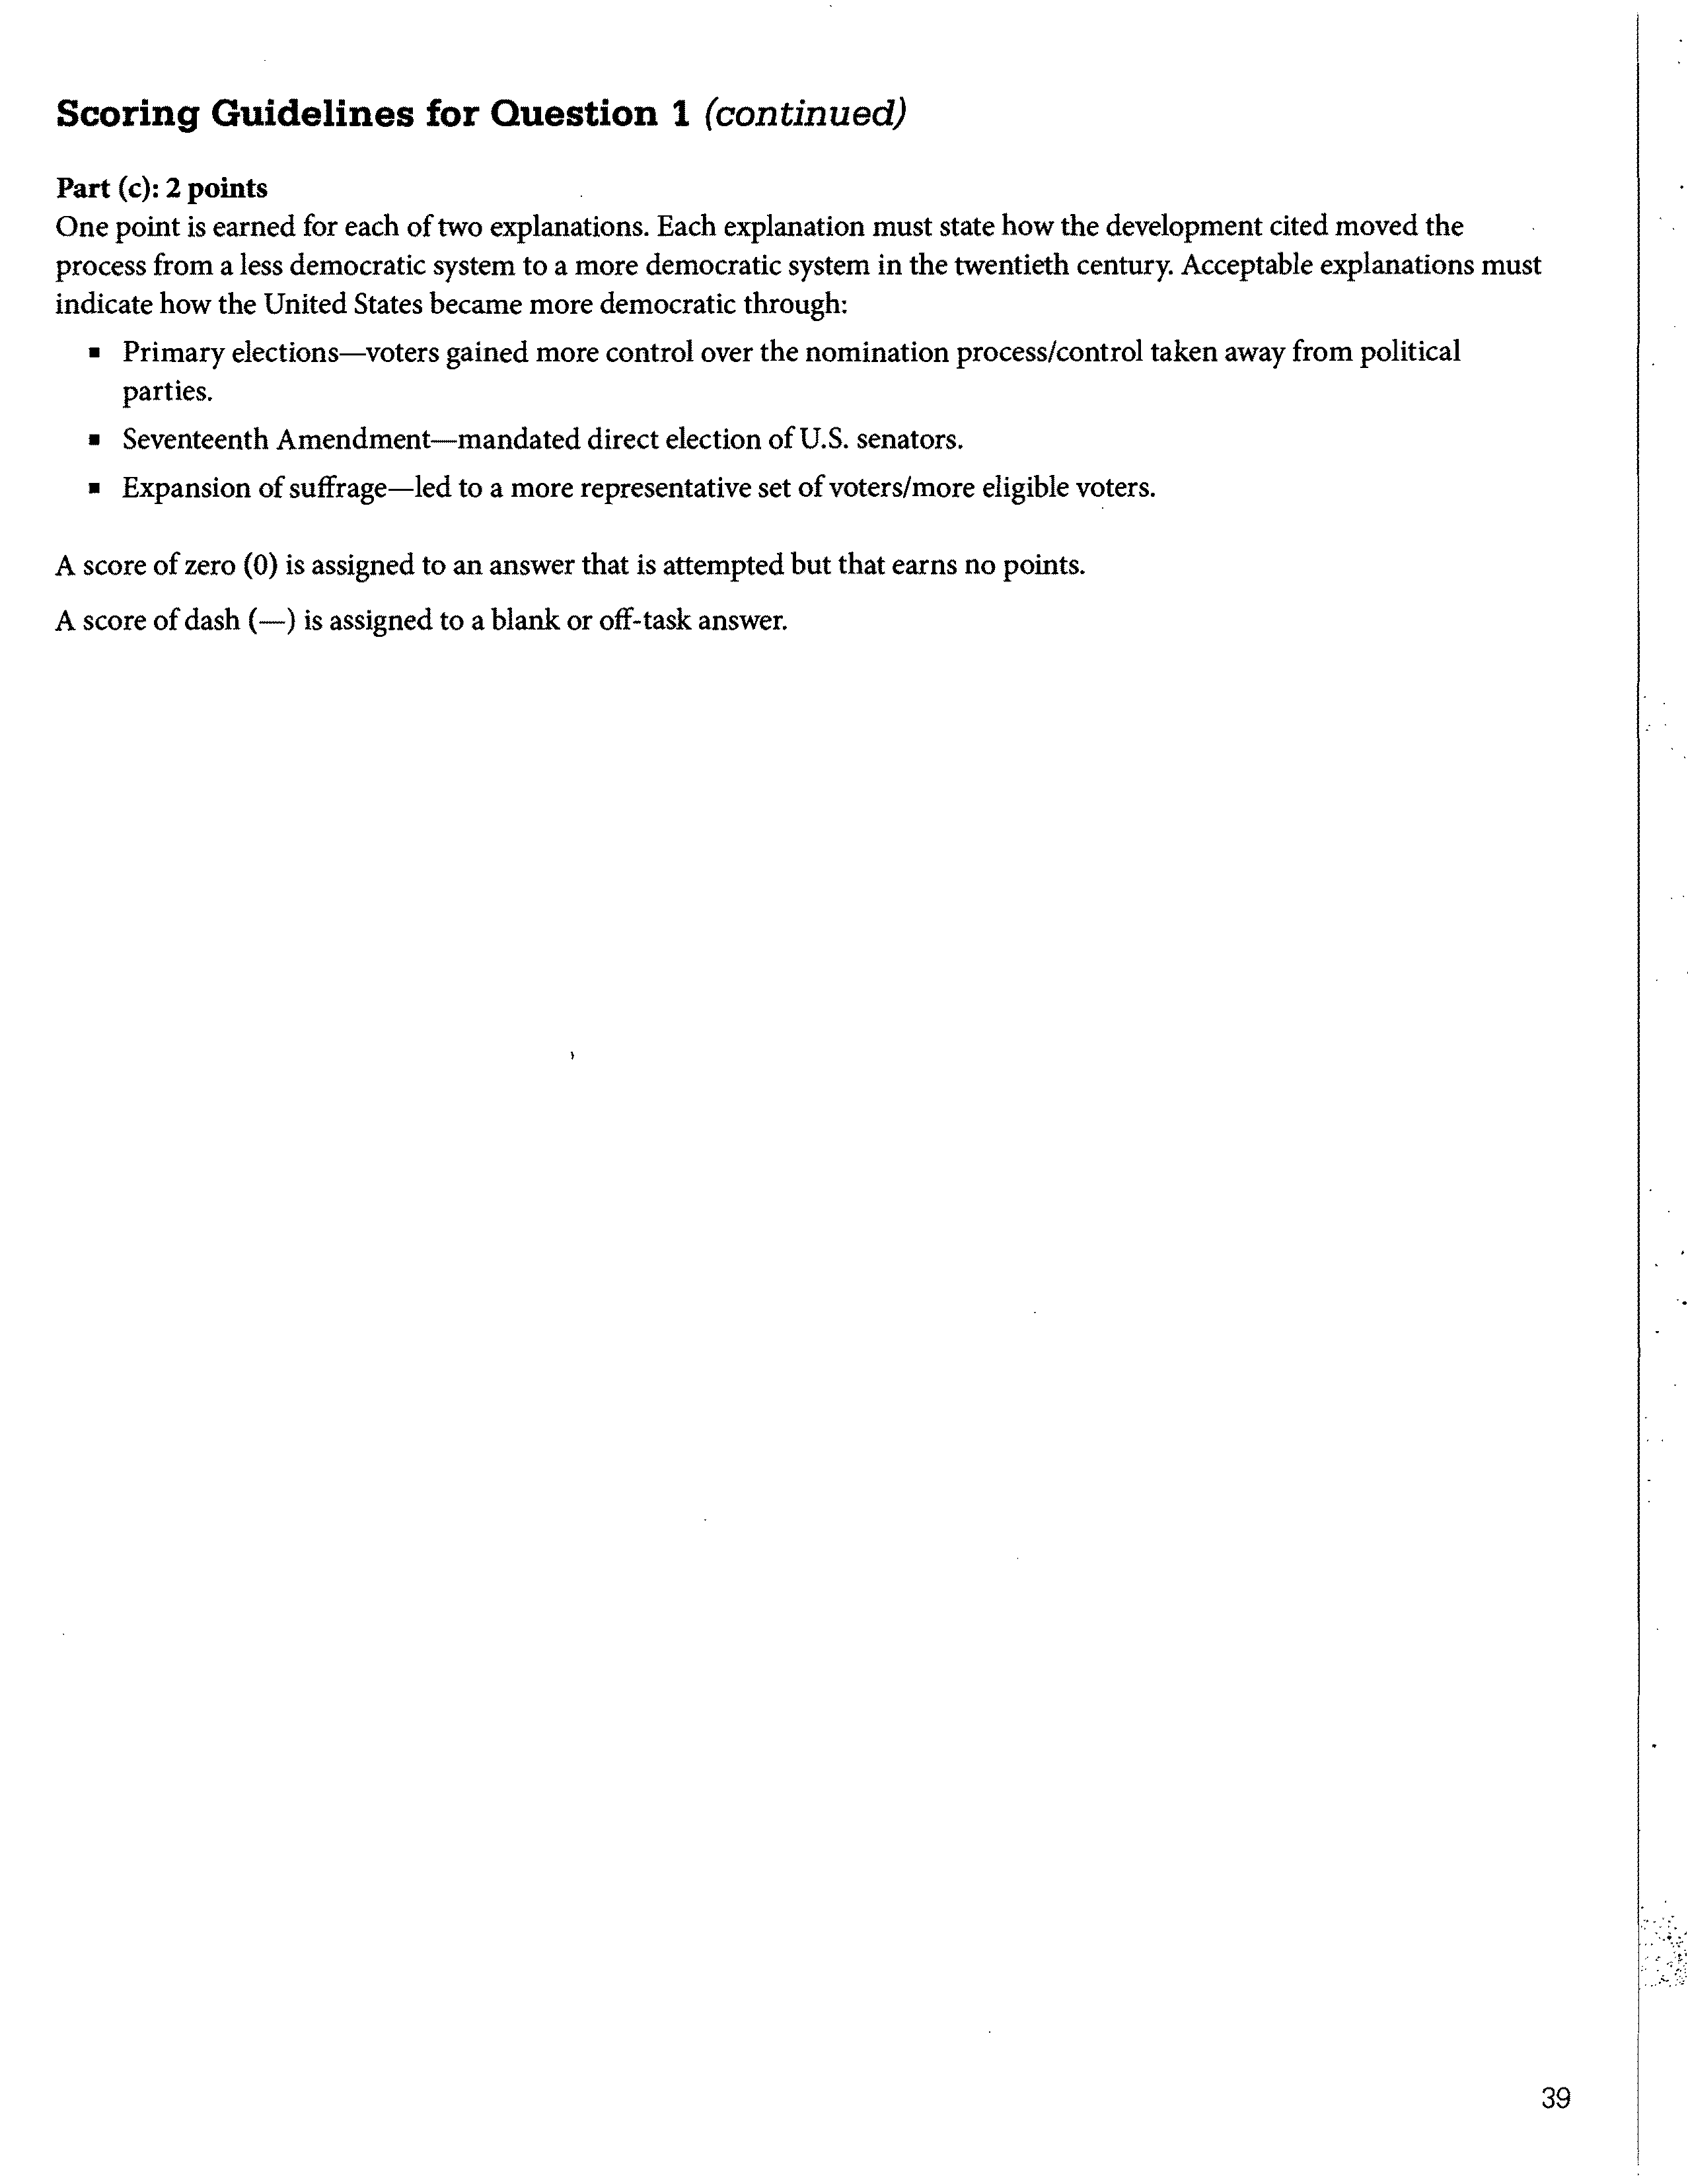 Scoring Guidelines for Question 1 (continued)
Part (c): 2 points
One point is earned for each of two explanations. Each explanation must state how the development cited moved the
process from a less democratic system to a more democratic system in the twentieth century. Acceptable explanations must
indicate how the United States became more democratic through:
▪ Primary elections—voters gained more control over the nomination process/control taken away from political
parties.
▪ Seventeenth Amendment—mandated direct election of U.S. senators.
▪ Expansion of suffrage—led to a more representative set of voters/more eligible voters.
A score of zero (0) is assigned to an answer that is attempted but that earns no points.
A score of dash (—) is assigned to a blank or off-task answer.
39